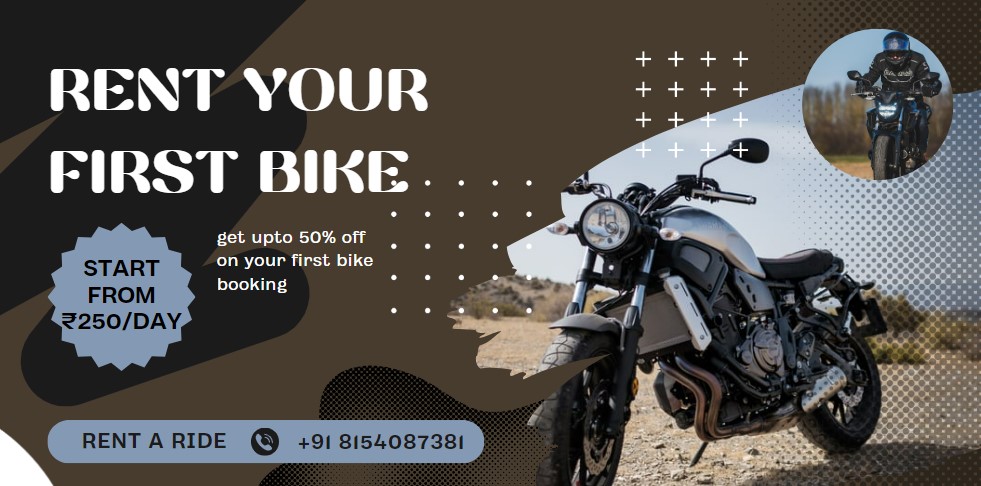 RENT YOUR
FIRST BIKE
get upto 50% off
on your first bike
booking
START
FROM
₹250/DAY
RENT A RIDE
+91 8154087381